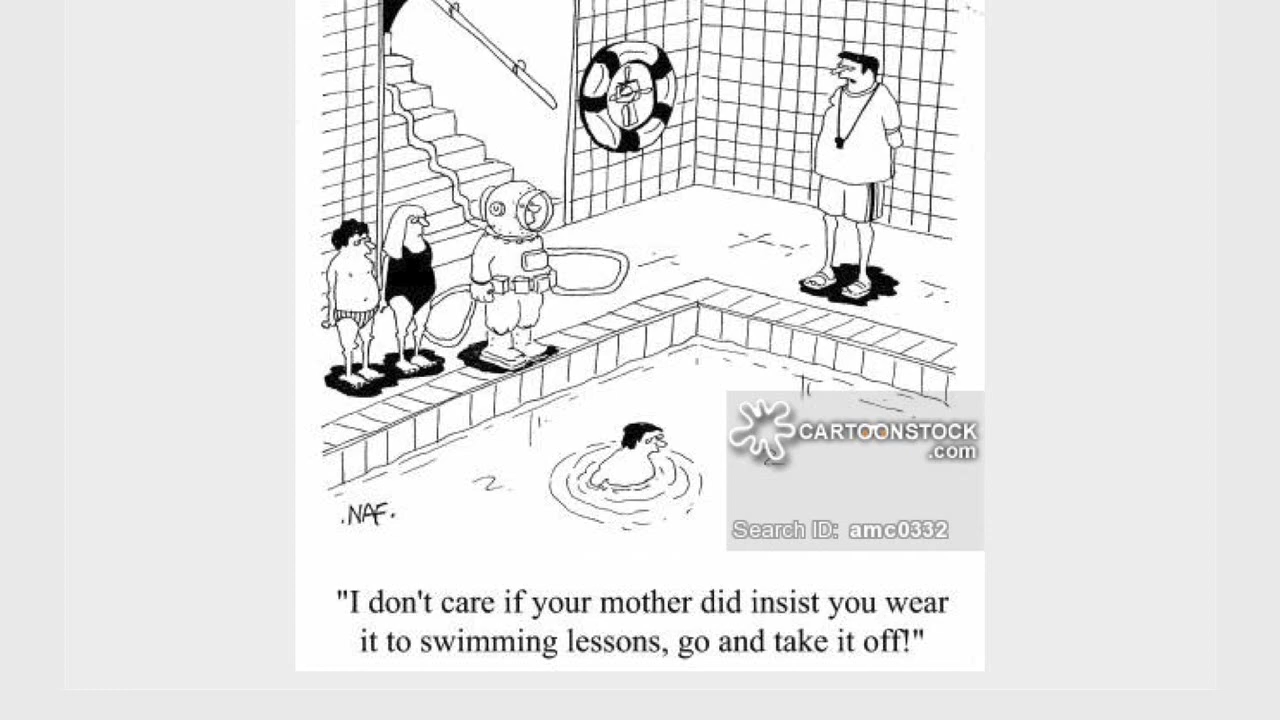 CARTOONSTOCK
.com
Search ID: amc0332
.NAF.
"I don't care if your mother did insist you wear
it to swimming lessons, go and take it off!"